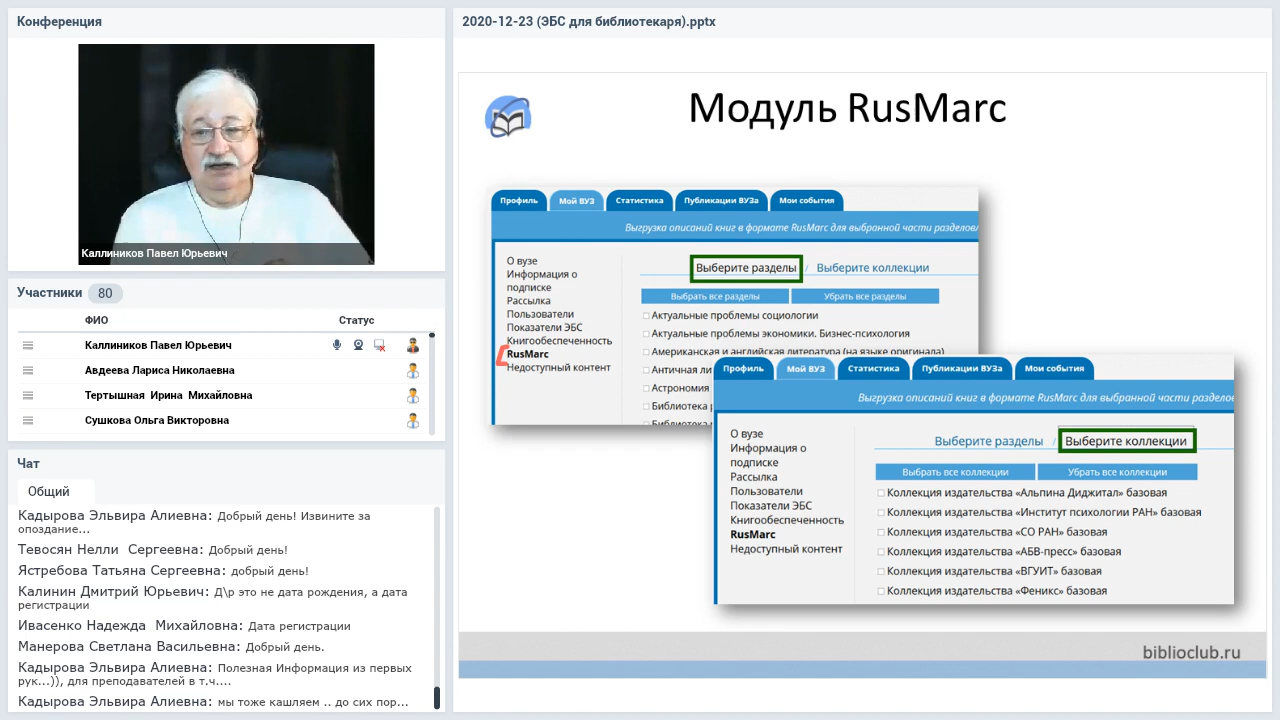 Конференция
Каллиников Павел Юрьевич
Участники 80
ФИО Статус
Каллиников Павел Юрьевич
Авдеева Лариса Николаевна
Тертышная Ирина Михайловна
Сушкова Ольга Викторовна
Чат
Общий
Кадырова Эльвира Алиевна: Добрый день! Извините за
опоздание...
Тевосян Нелли Сергеевна: Добрый день!
Ястребова Татьяна Сергеевна: добрый день!
Калинин Дмитрий Юрьевич: Д\р это не дата рождения, а дата
регистрации
Ивасенко Надежда Михайловна: Дата регистрации
Манерова Светлана Васильевна: Добрый день.
Кадырова Эльвира Алиевна: Полезная Информация из первых
рук...)), для преподавателей в т.ч....
Кадырова Эльвира Алиевна: мы тоже кашляем .. до сих пор...
2020-12-23 (ЭБС для библиотекаря).pptx
Модуль RusMarc
Профиль Мой ВУЗ Статистика Публикации ВУЗа Мои события
Выгрузка описаний книг в формате RusMarc для выбранной части разделов/
О вузе
Информация о
подписке
Рассылка
Пользователи
Показатели ЭБС
Книгообеспеченность
RusMarc
Недоступный контент
Выберите разделы / Выберите коллекции
Выбрать все разделы Убрать все разделы
Актуальные проблемы социологии
Актуальные проблемы экономики. Бизнес-психология
Американская и английская литература (на языке оригинала)
Античная ли
Астрономия
Библиотека
Профиль Мой ВУЗ Статистика Публикации ВУЗа Мои события
Выгрузка описаний книг в формате RusMarc для выбранной части разделов
О вузе
Информация о
подписке
Рассылка
Пользователи
Показатели ЭБС
Книгообеспеченность
RusMarc
Недоступный контент
Выберите разделы / Выберите коллекции
Выбрать все коллекции Убрать все коллекции
Коллекция издательства «Альпина Диджитал» базовая
Коллекция издательства «Институт психологии РАН» базовая
Коллекция издательства «СО РАН» базовая
Коллекция издательства «АБВ-пресс» базовая
Коллекция издательства «ВГУИТ» базовая
Коллекция издательства «Феникс» базовая
biblioclub.ru